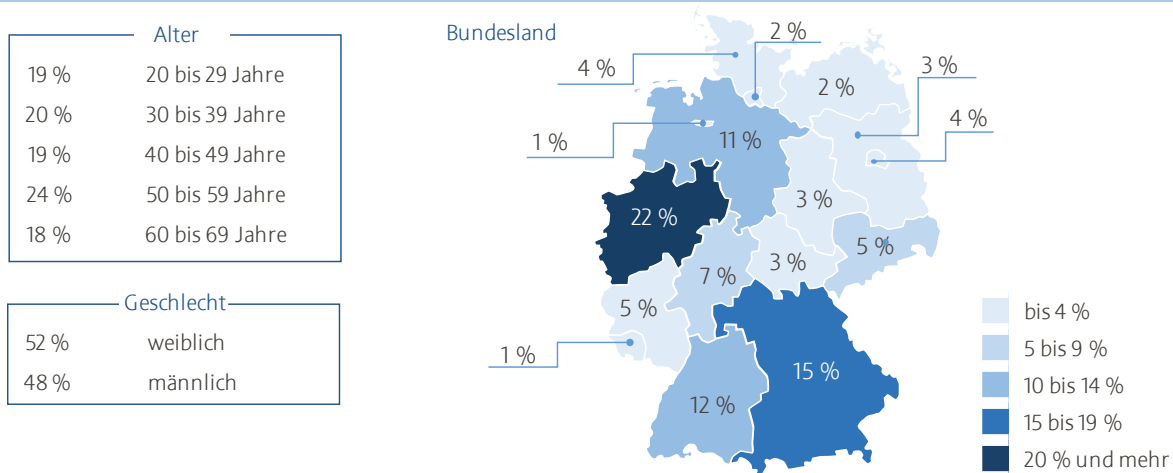 Alter
19 % 20 bis 29 Jahre
20 % 30 bis 39 Jahre
19 % 40 bis 49 Jahre
24 % 50 bis 59 Jahre
18 % 60 bis 69 Jahre
Geschlecht
52 % weiblich
48 % männlich
Bundesland
2 %
4 %
3 %
2 %
4 %
1 %
11 %
3 %
22 %
5 %
3 %
7 %
5 %
1 %
15 %
12 %
bis 4 %
5 bis 9 %
10 bis 14 %
15 bis 19 %
20 % und mehr